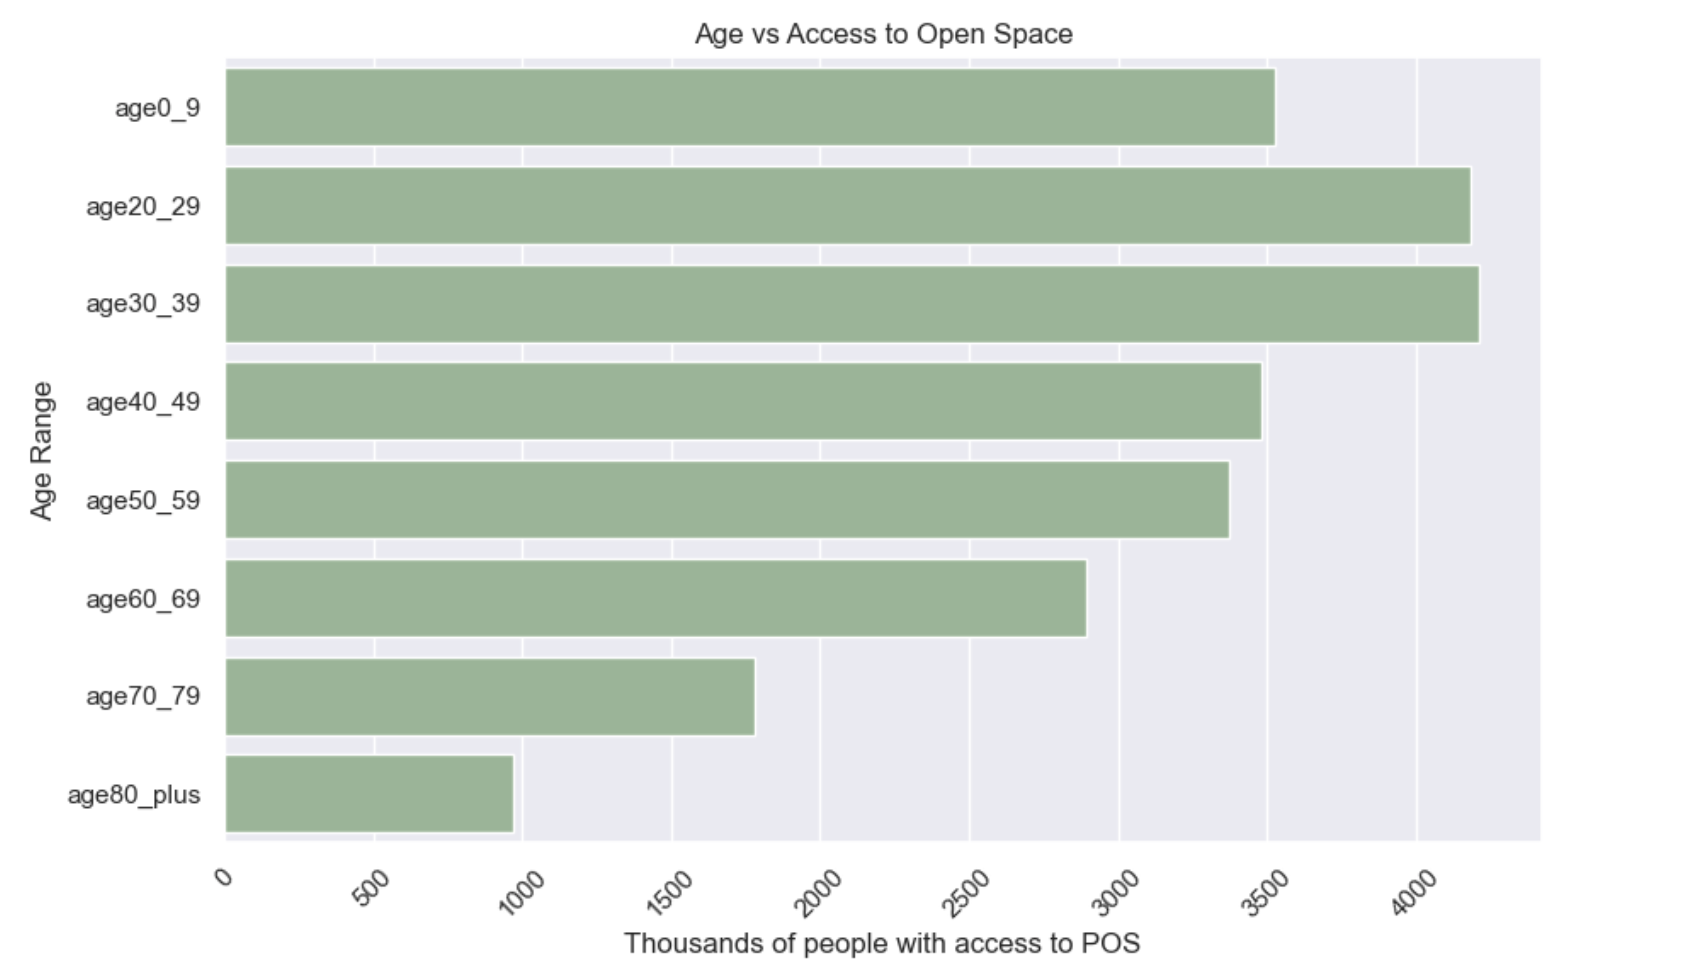 Age vs Access to Open Space
age0_9
age20_29
age30_39
age40_49
age50_59
age60_69
age70_79
age80_plus
Age Range
0 500 1000 1500 2000 2500 3000 3500 4000
Thousands of people with access to POS